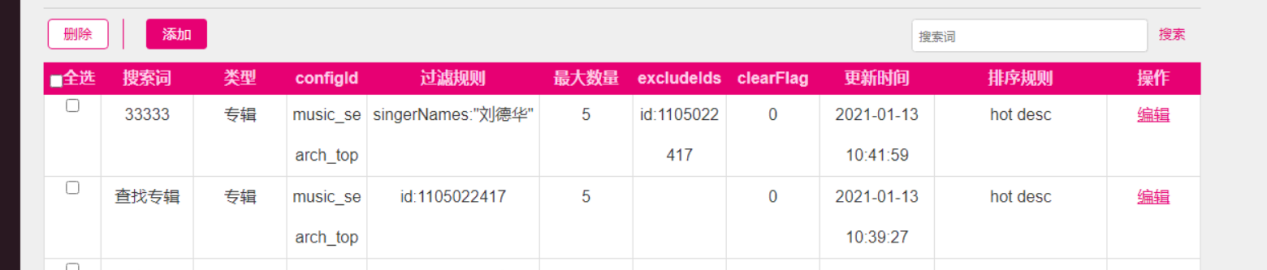 删除 添加 搜索词 搜索
全选 搜索词 类型 configId 过滤规则 最大数量 excludeIds clearFlag 更新时间 排序规则 操作
33333 专辑 music_se singerNames:"刘德华" 5 id:1105022 0 2021-01-13 hot desc 编辑
arch_top 417 10:41:59
查找专辑 专辑 music_se id:1105022417 5 0 2021-01-13 hot desc 编辑
arch_top 10:39:27